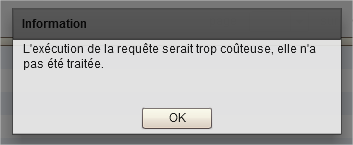 Information
L'exécution de la requête serait trop coûteuse, elle n'a
pas été traitée.
OK